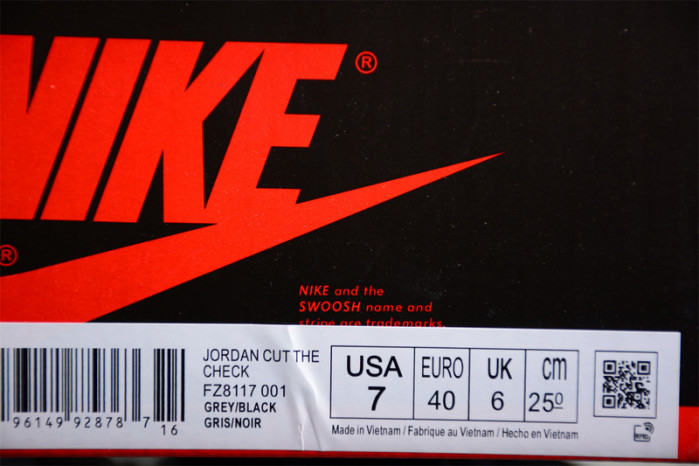 NIKE ®
®
NIKE and the
SWOOSH name and
stripe are trademarks.
JORDAN CUT THE
CHECK
FZ8117 001
GREY/BLACK
GRIS/NOIR
96149 92878 7
16
USA EURO UK cm
7 40 6 25º
Made in Vietnam / Fabrique au Vietnam / Hecho en Vietnam